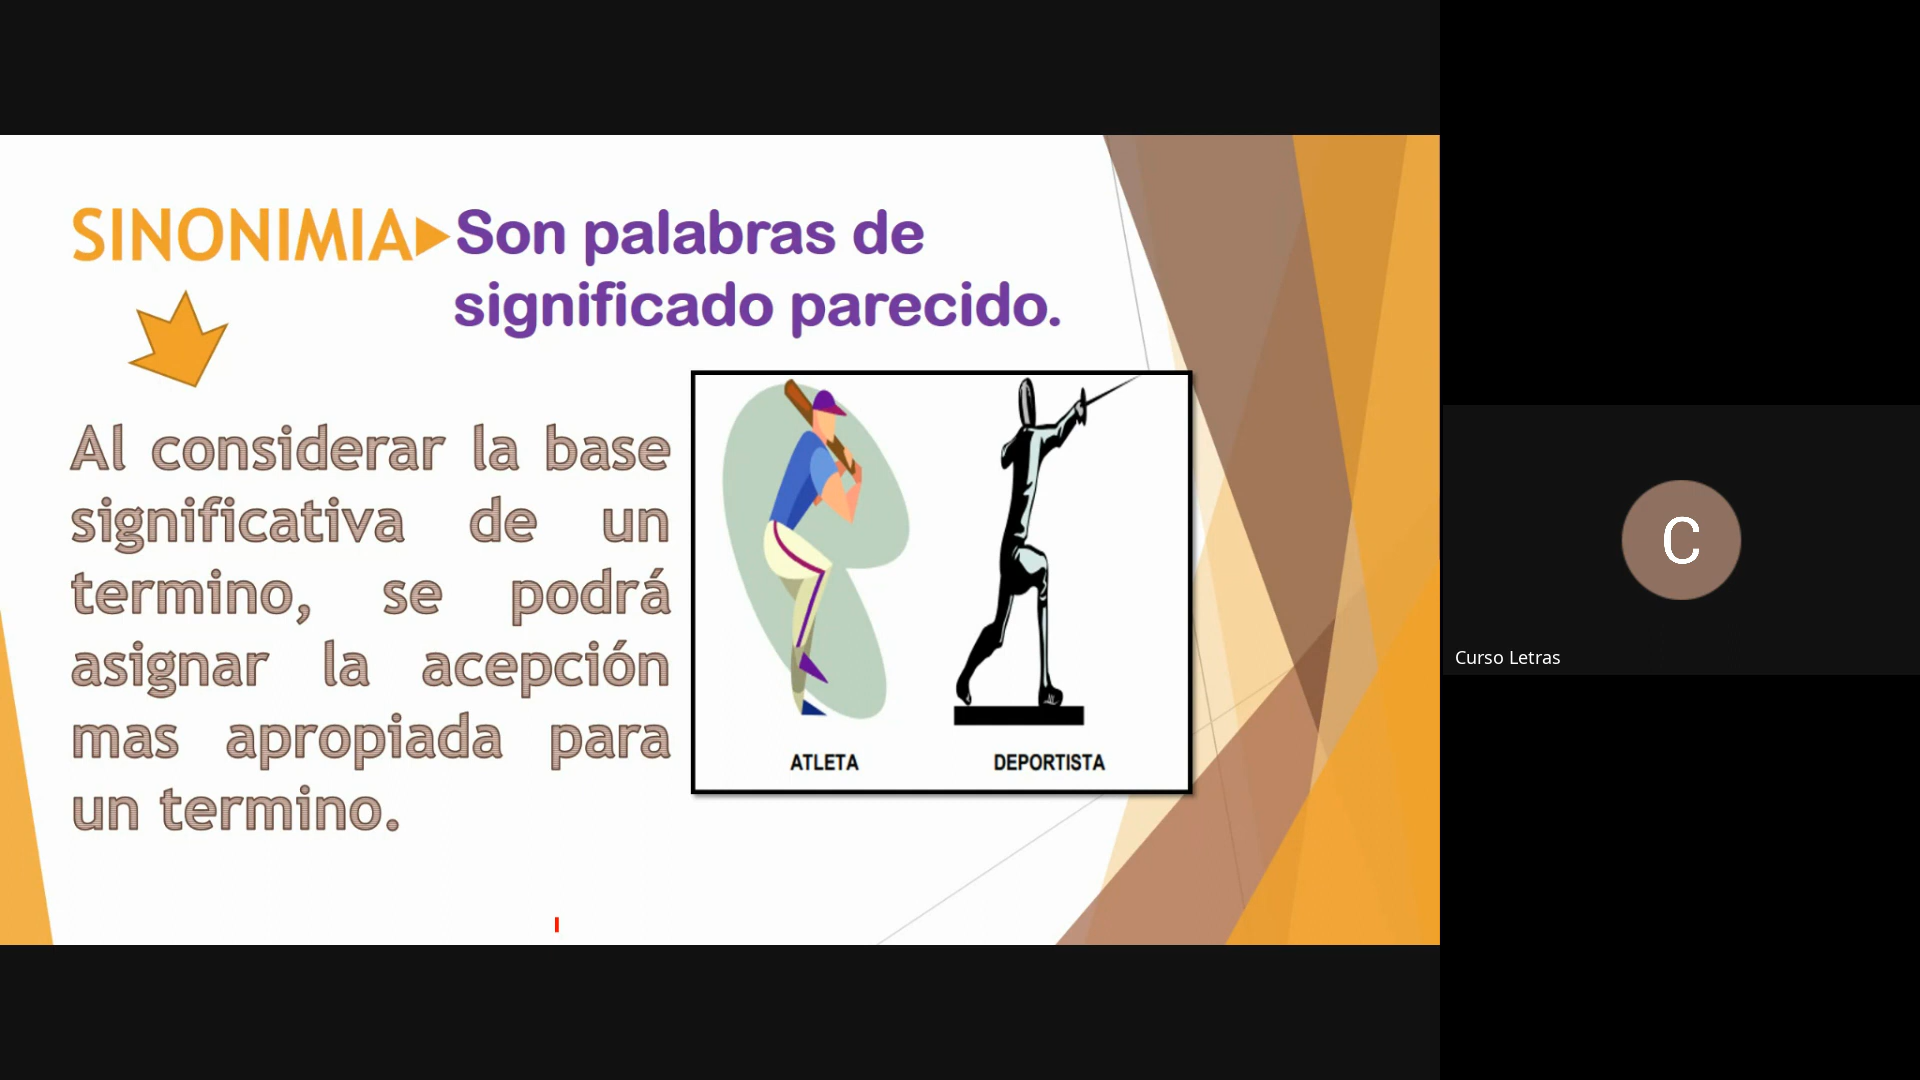 SINONIMIA▶Son palabras de
significado parecido.
Al considerar la base
significativa de un
termino, se podrá
asignar la acepción
mas apropiada para
un termino.
ATLETA DEPORTISTA
C
Curso Letras